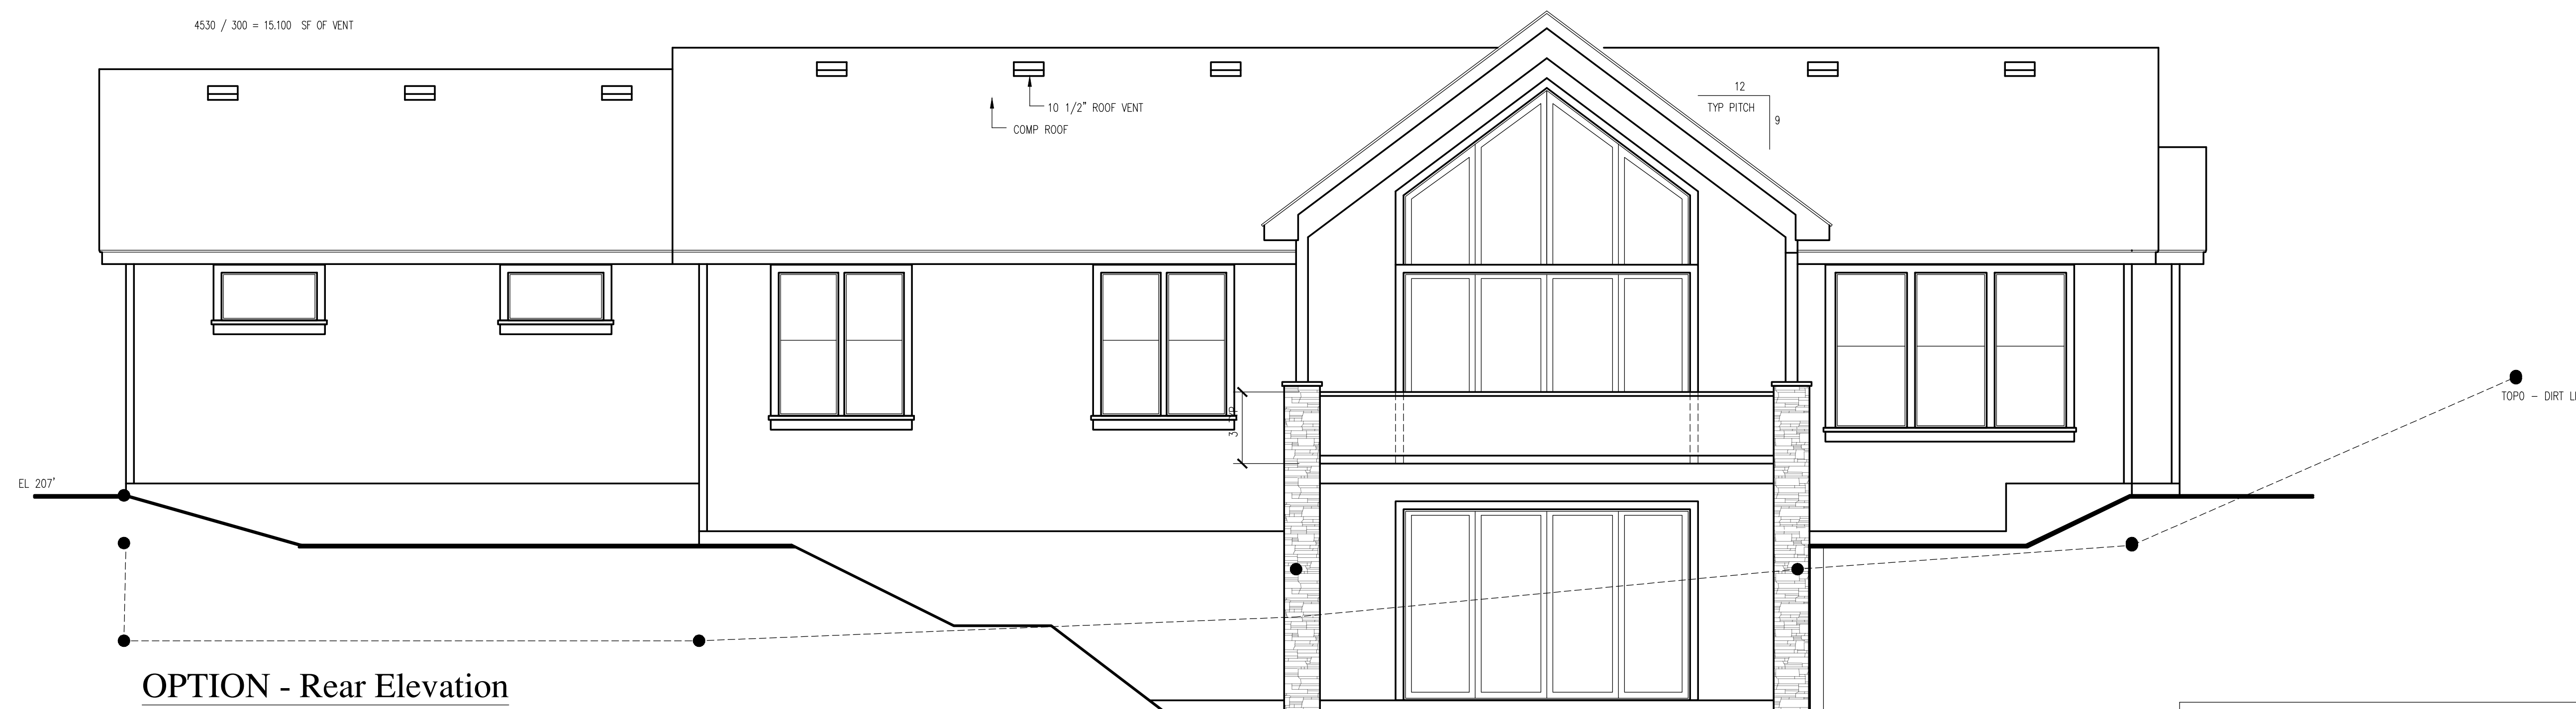 4530 / 300 = 15.100 SF OF VENT
12
TYP PITCH
9
10 1/2" ROOF VENT
COMP ROOF
TOPO - DIRT
EL 207'
OPTION - Rear Elevation